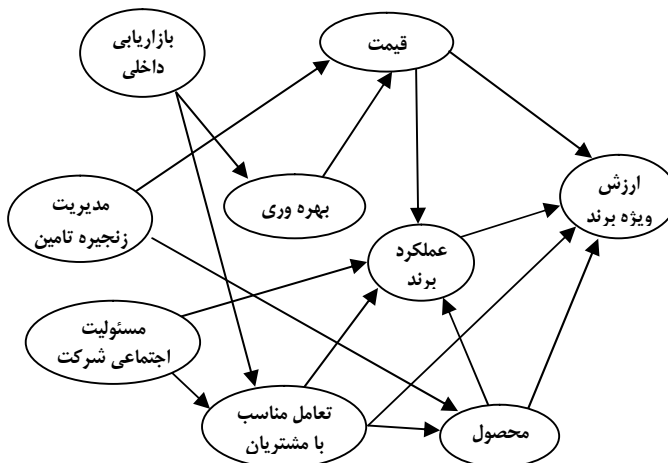 بازاریابی
داخلی
قیمت
ارزش
ویژه برند
بهره وری
مدیریت
زنجیره تامین
عملکرد
برند
مسئولیت
اجتماعی شرکت
تعامل مناسب
با مشتریان
محصول